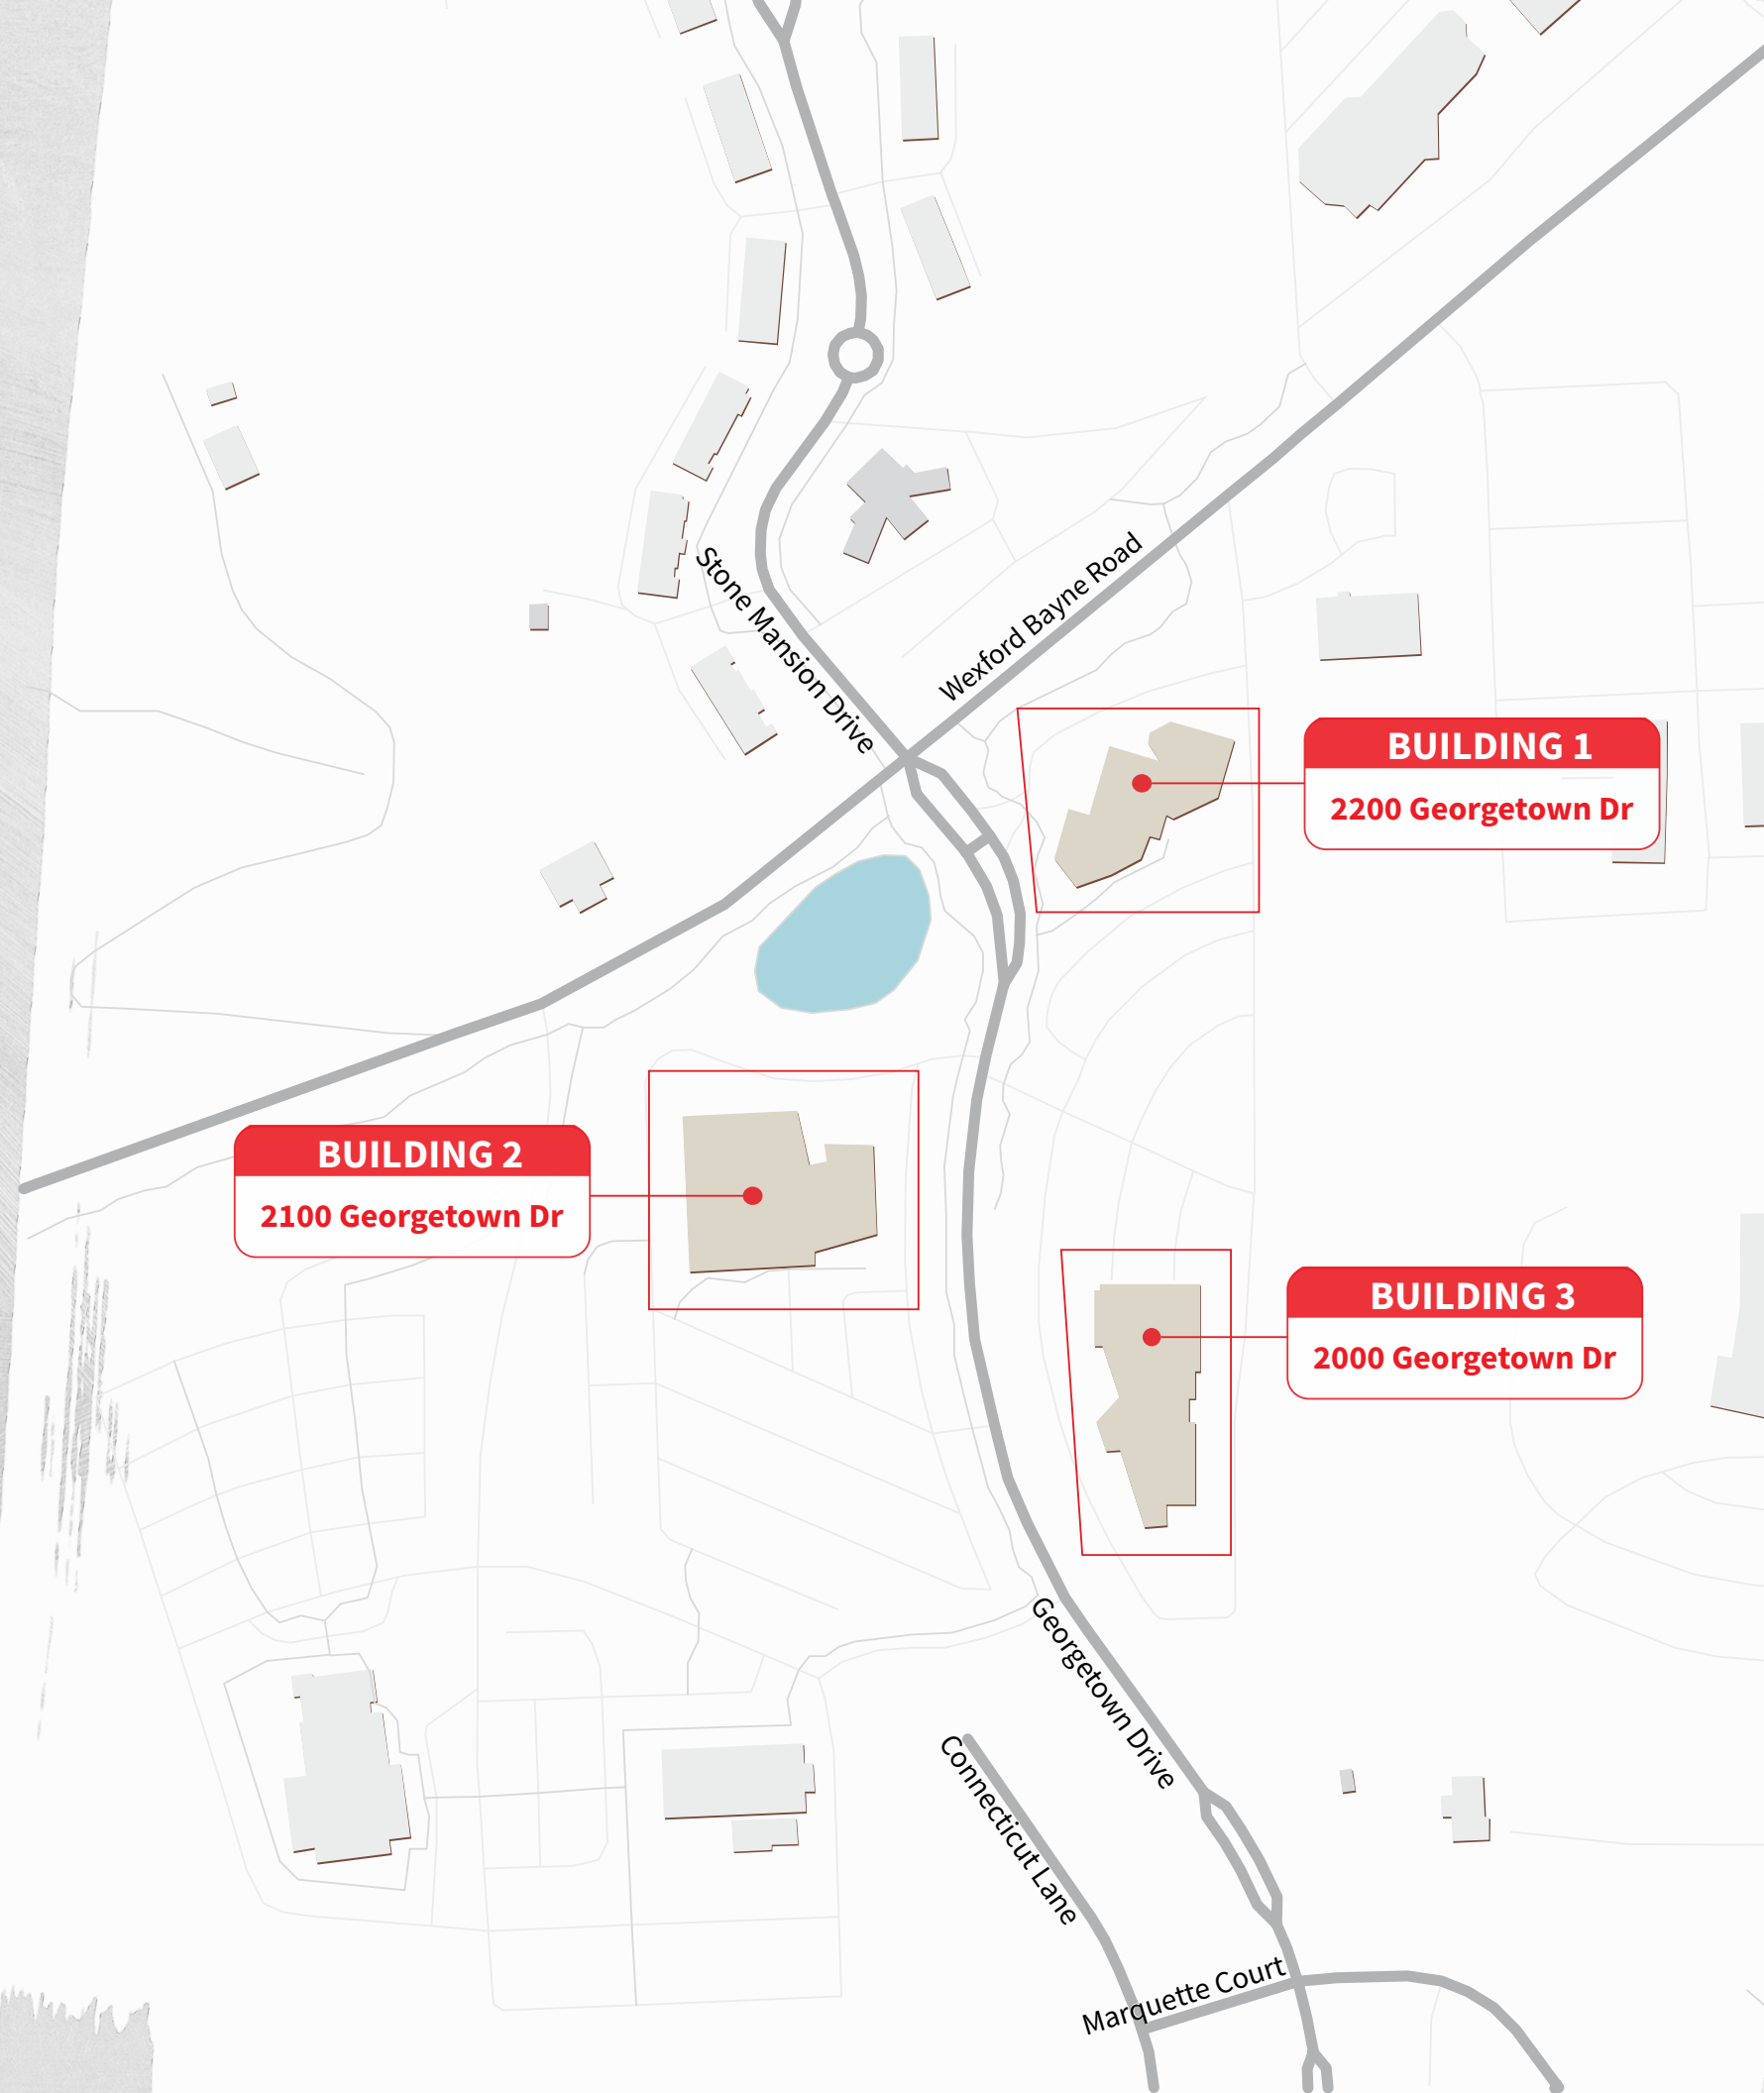 Stone Mansion Drive
Wexford Bayne Road
BUILDING 1
2200 Georgetown Dr
BUILDING 2
2100 Georgetown Dr
BUILDING 3
2000 Georgetown Dr
Georgetown Drive
Connecticut Lane
Marquette Court